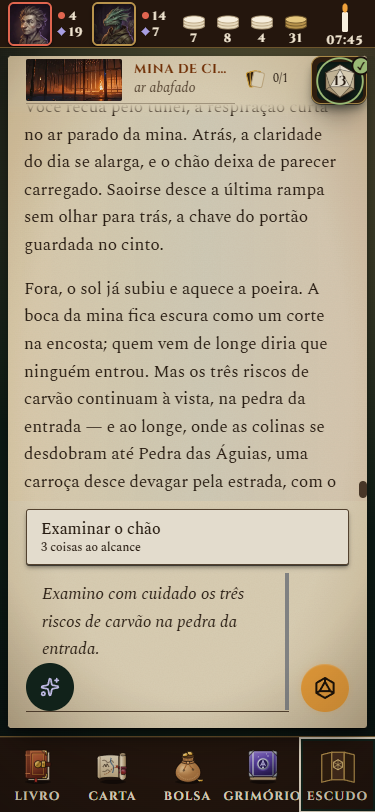 4
19
14
7
7
8
4
31
07:45
MINA DE CI...
ar abafado
0/1
13
Você recua pelo túnel, a respiração curta
no ar parado da mina. Atrás, a claridade
do dia se alarga, e o chão deixa de parecer
carregado. Saoirse desce a última rampa
sem olhar para trás, a chave do portão
guardada no cinto.
Fora, o sol já subiu e aquece a poeira. A
boca da mina fica escura como um corte
na encosta; quem vem de longe diria que
ninguém entrou. Mas os três riscos de
carvão continuam à vista, na pedra da
entrada — e ao longe, onde as colinas se
desdobram até Pedra das Águias, uma
carroça desce devagar pela estrada, com o
Examinar o chão
3 coisas ao alcance
Examino com cuidado os três
riscos de carvão na pedra da
entrada.
LIVRO
CARTA
BOLSA
GRIMÓRIO
ESCUDO